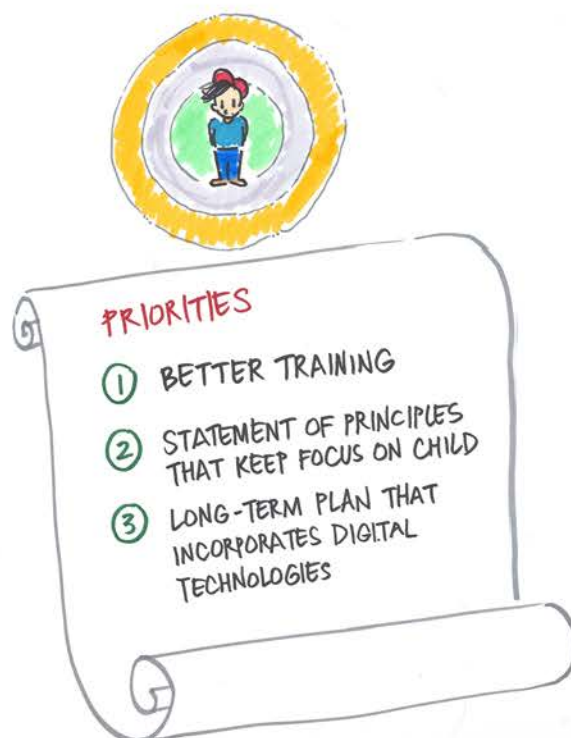 PRIORITIES
1 BETTER TRAINING
2 STATEMENT OF PRINCIPLES
THAT KEEP FOCUS ON CHILD
3 LONG-TERM PLAN THAT
INCORPORATES DIGITAL
TECHNOLOGIES